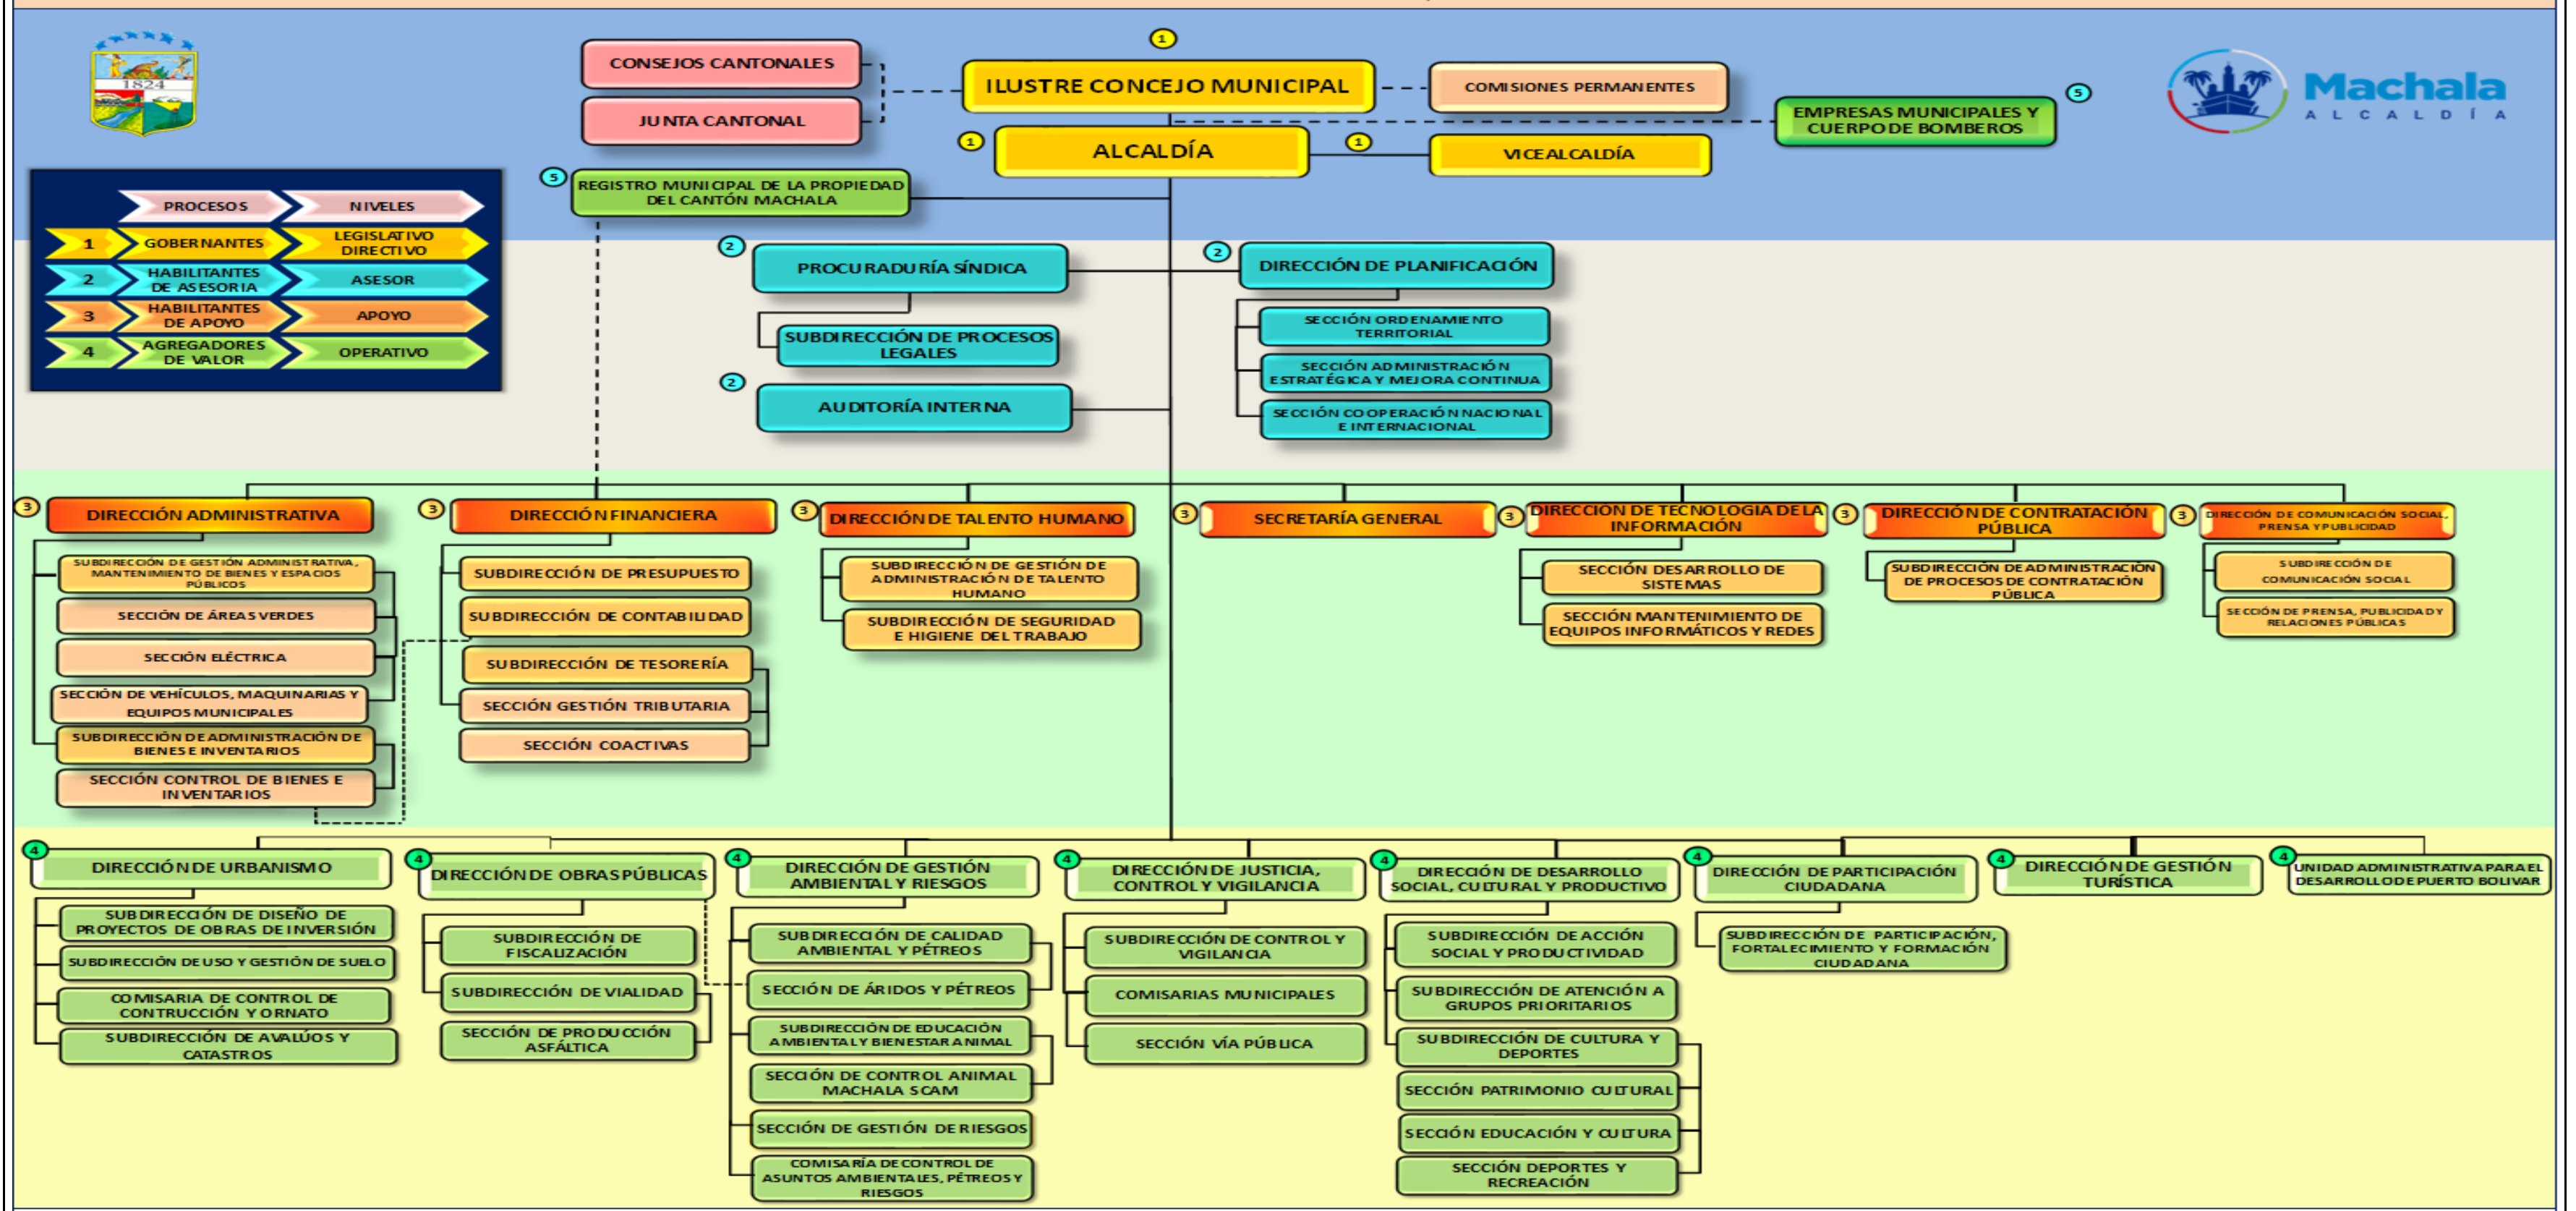 1824
1
CONSEJOS CANTONALES
JUNTA CANTONAL
ILUSTRE CONCEJO MUNICIPAL
COMISIONES PERMANENTES
5
EMPRESAS MUNICIPALES Y
CUERPO DE BOMBEROS
Machala
ALCALDÍA
1
ALCALDÍA
1
VICEALCALDÍA
5
REGISTRO MUNICIPAL DE LA PROPIEDAD
DEL CANTÓN MACHALA
PROCESOS
NIVELES
1
GOBERNANTES
LEGISLATIVO
DIRECTIVO
2
HABILITANTES
DE ASESORIA
ASESOR
3
HABILITANTES
DE APOYO
APOYO
4
AGREGADORES
DE VALOR
OPERATIVO
2
PROCURADURÍA SÍNDICA
SUBDIRECCIÓN DE PROCESOS
LEGALES
2
AUDITORÍA INTERNA
2
DIRECCIÓN DE PLANIFICACIÓN
SECCIÓN ORDENAMIENTO
TERRITORIAL
SECCIÓN ADMINISTRACIÓN
ESTRATÉGICA Y MEJORA CONTINUA
SECCIÓN COOPERACIÓN NACIONAL
E INTERNACIONAL
3
DIRECCIÓN ADMINISTRATIVA
SUBDIRECCIÓN DE GESTIÓN ADMINISTRATIVA,
MANTENIMIENTO DE BIENES Y ESPACIOS
PÚBLICOS
SECCIÓN DE ÁREAS VERDES
SECCIÓN ELÉCTRICA
SECCIÓN DE VEHÍCULOS, MAQUINARIAS Y
EQUIPOS MUNICIPALES
SUBDIRECCIÓN DE ADMINISTRACIÓN DE
BIENES E INVENTARIOS
SECCIÓN CONTROL DE BIENES E
INVENTARIOS
3
DIRECCIÓN FINANCIERA
SUBDIRECCIÓN DE PRESUPUESTO
SUBDIRECCIÓN DE CONTABILIDAD
SUBDIRECCIÓN DE TESORERÍA
SECCIÓN GESTIÓN TRIBUTARIA
SECCIÓN COACTIVAS
3
DIRECCIÓN DE TALENTO HUMANO
SUBDIRECCIÓN DE GESTIÓN DE
ADMINISTRACIÓN DE TALENTO
HUMANO
SUBDIRECCIÓN DE SEGURIDAD
E HIGIENE DEL TRABAJO
3
SECRETARÍA GENERAL
3
DIRECCIÓN DE TECNOLOGIA DE LA
INFORMACIÓN
SECCIÓN DESARROLLO DE
SISTEMAS
SECCIÓN MANTENIMIENTO DE
EQUIPOS INFORMÁTICOS Y REDES
3
DIRECCIÓN DE CONTRATACIÓN
PÚBLICA
SUBDIRECCIÓN DE ADMINISTRACIÓN
DE PROCESOS DE CONTRATACIÓN
PÚBLICA
3
DIRECCIÓN DE COMUNICACIÓN SOCIAL,
PRENSA Y PUBLICIDAD
SUBDIRECCIÓN DE
COMUNICACIÓN SOCIAL
SECCIÓN DE PRENSA, PUBLICIDAD Y
RELACIONES PÚBLICAS
4
DIRECCIÓN DE URBANISMO
SUBDIRECCIÓN DE DISEÑO DE
PROYECTOS DE OBRAS DE INVERSIÓN
SUBDIRECCIÓN DE USO Y GESTIÓN DE SUELO
COMISARIA DE CONTROL DE
CONTRUCCIÓN Y ORNATO
SUBDIRECCIÓN DE AVALÚOS Y
CATASTROS
4
DIRECCIÓN DE OBRAS PÚBLICAS
SUBDIRECCIÓN DE
FISCALIZACIÓN
SUBDIRECCIÓN DE VIALIDAD
SECCIÓN DE PRODUCCIÓN
ASFÁLTICA
4
DIRECCIÓN DE GESTIÓN
AMBIENTAL Y RIESGOS
SUBDIRECCIÓN DE CALIDAD
AMBIENTAL Y PÉTREOS
SECCIÓN DE ÁRIDOS Y PÉTREOS
SUBDIRECCIÓN DE EDUCACIÓN
AMBIENTAL Y BIENESTAR ANIMAL
SECCIÓN DE CONTROL ANIMAL
MACHALA SCAM
SECCIÓN DE GESTIÓN DE RIESGOS
COMISARÍA DE CONTROL DE
ASUNTOS AMBIENTALES, PÉTREOS Y
RIESGOS
4
DIRECCIÓN DE JUSTICIA,
CONTROL Y VIGILANCIA
SUBDIRECCIÓN DE CONTROL Y
VIGILANCIA
COMISARIAS MUNICIPALES
SECCIÓN VÍA PÚBLICA
4
DIRECCIÓN DE DESARROLLO
SOCIAL, CULTURAL Y PRODUCTIVO
SUBDIRECCIÓN DE ACCIÓN
SOCIAL Y PRODUCTIVIDAD
SUBDIRECCIÓN DE ATENCIÓN A
GRUPOS PRIORITARIOS
SUBDIRECCIÓN DE CULTURA Y
DEPORTES
SECCIÓN PATRIMONIO CULTURAL
SECCIÓN EDUCACIÓN Y CULTURA
SECCIÓN DEPORTES Y
RECREACIÓN
4
DIRECCIÓN DE PARTICIPACIÓN
CIUDADANA
SUBDIRECCIÓN DE PARTICIPACIÓN,
FORTALECIMIENTO Y FORMACIÓN
CIUDADANA
4
DIRECCIÓN DE GESTIÓN
TURÍSTICA
4
UNIDAD ADMINISTRATIVA PARA EL
DESARROLLO DE PUERTO BOLIVAR